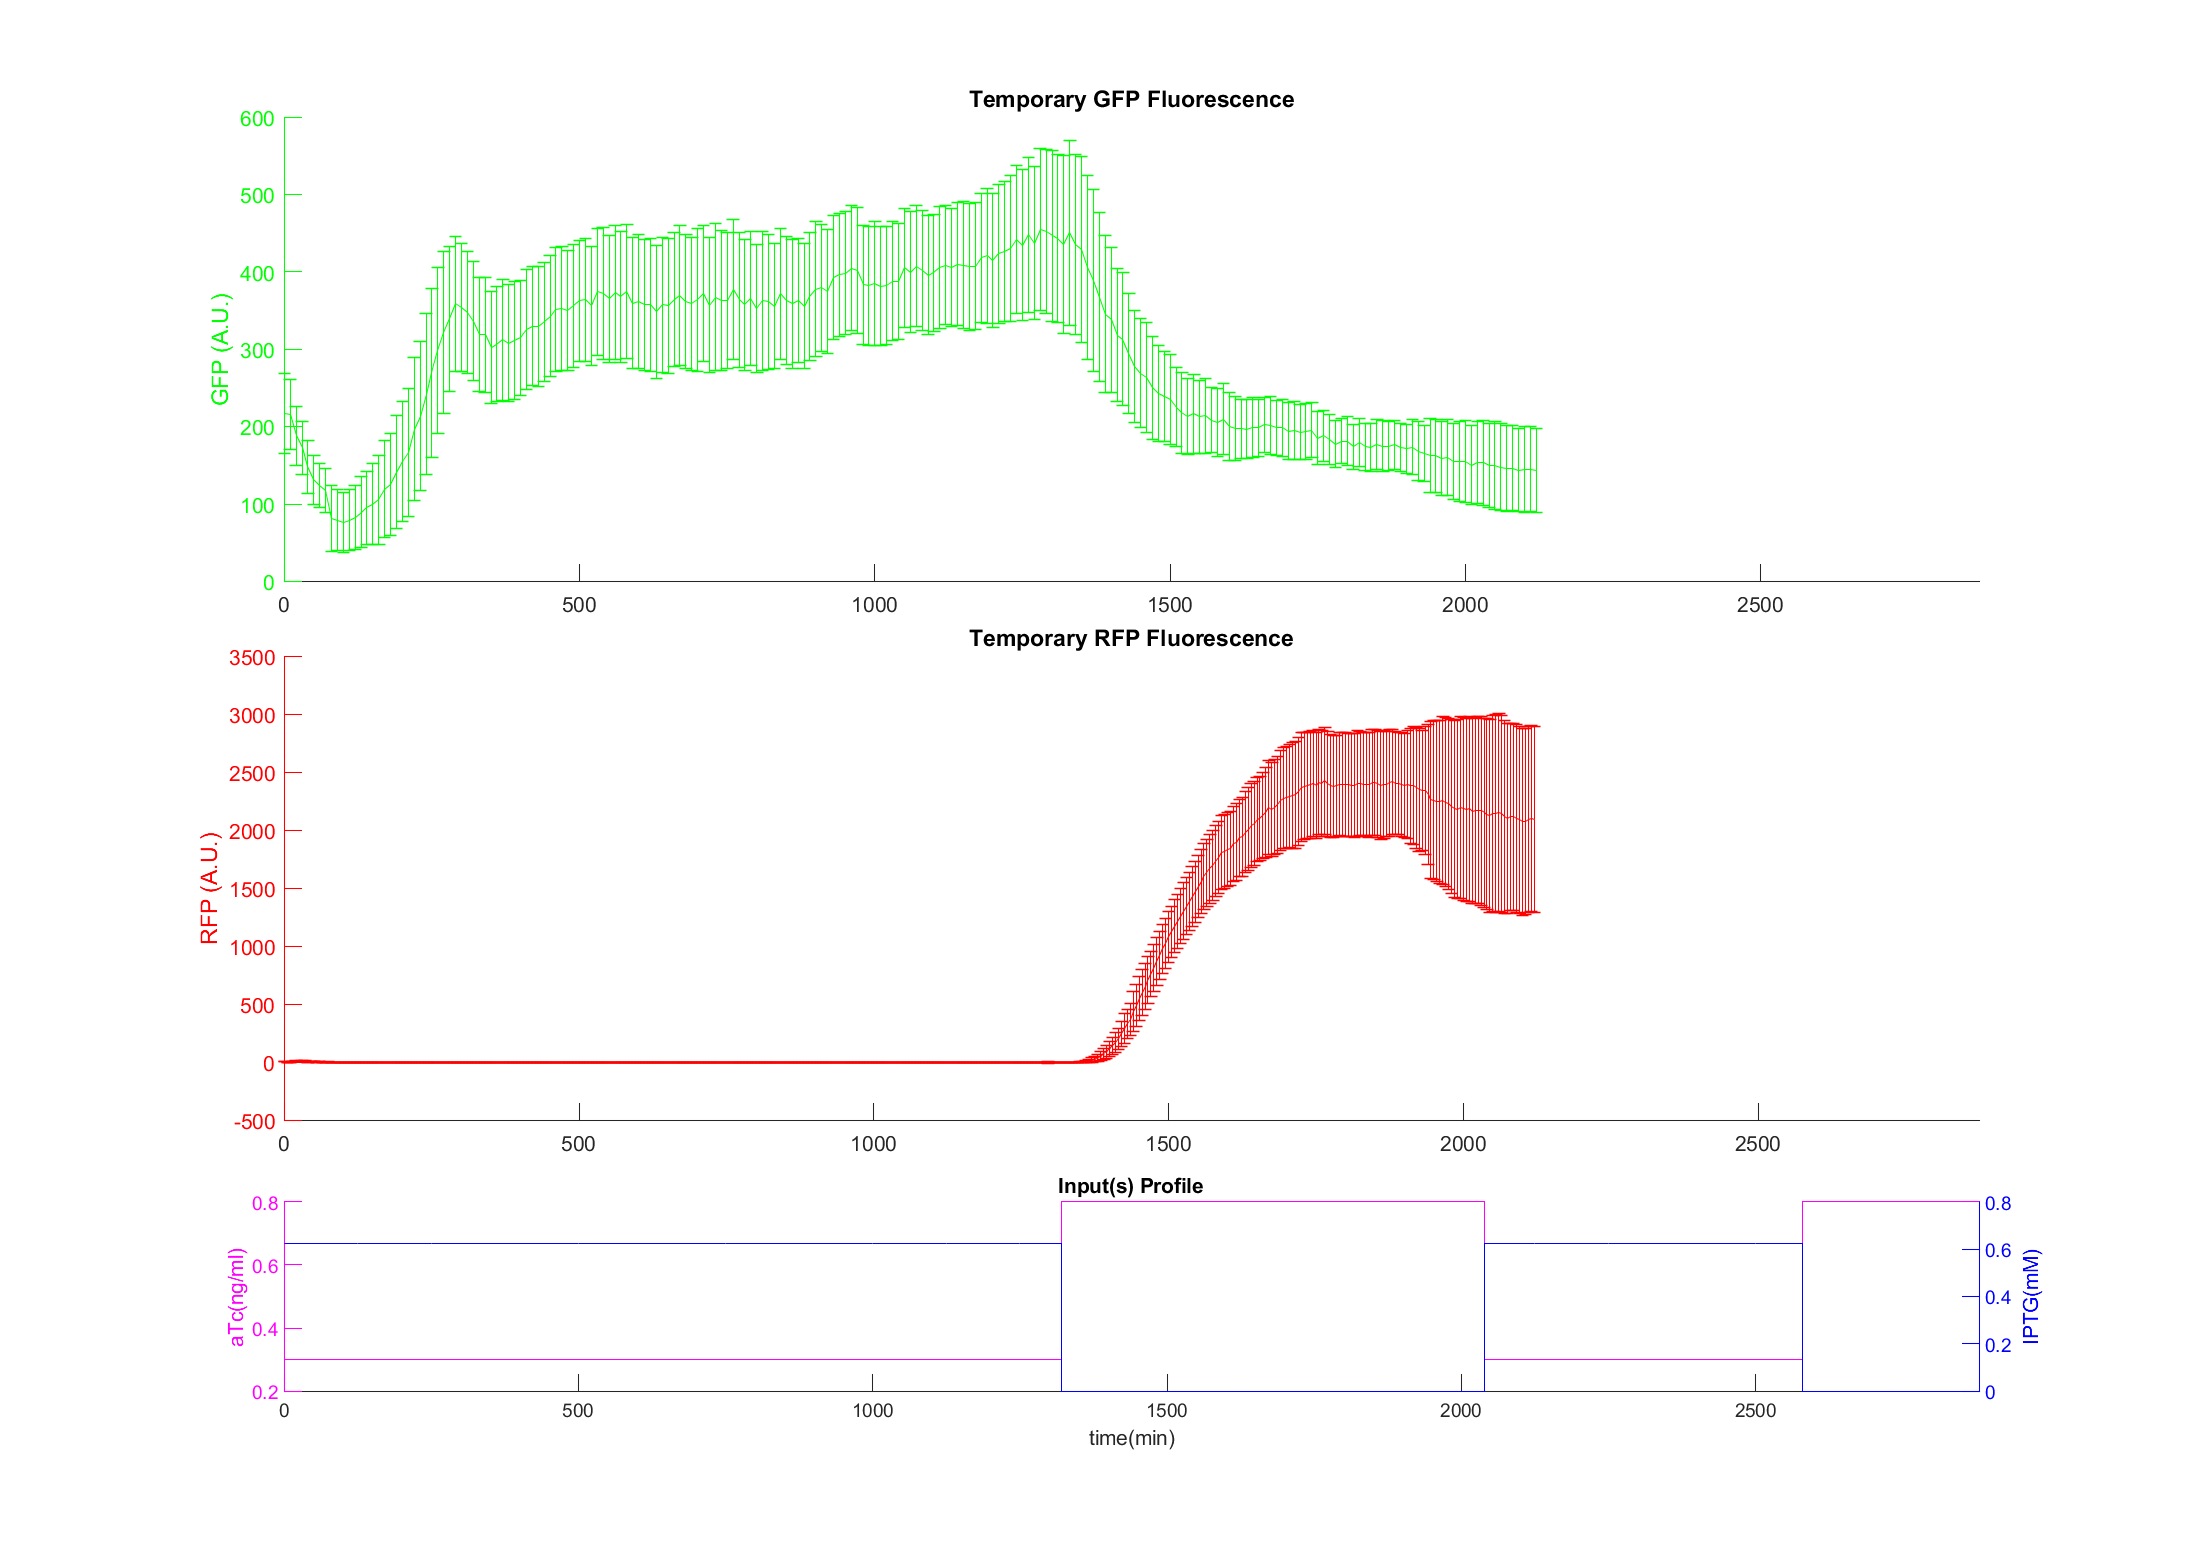 Temporary GFP Fluorescence
600
500
400
300
200
100
0
GFP (A.U.)
0 500 1000 1500 2000 2500
Temporary RFP Fluorescence
3500
3000
2500
2000
1500
1000
500
0
-500
RFP (A.U.)
0 500 1000 1500 2000 2500
Input(s) Profile
0.8
0.6
0.4
0.2
aTc(ng/ml)
0.8
0.6
0.4
0.2
0
IPTG(mM)
0 500 1000 1500 2000 2500
time(min)